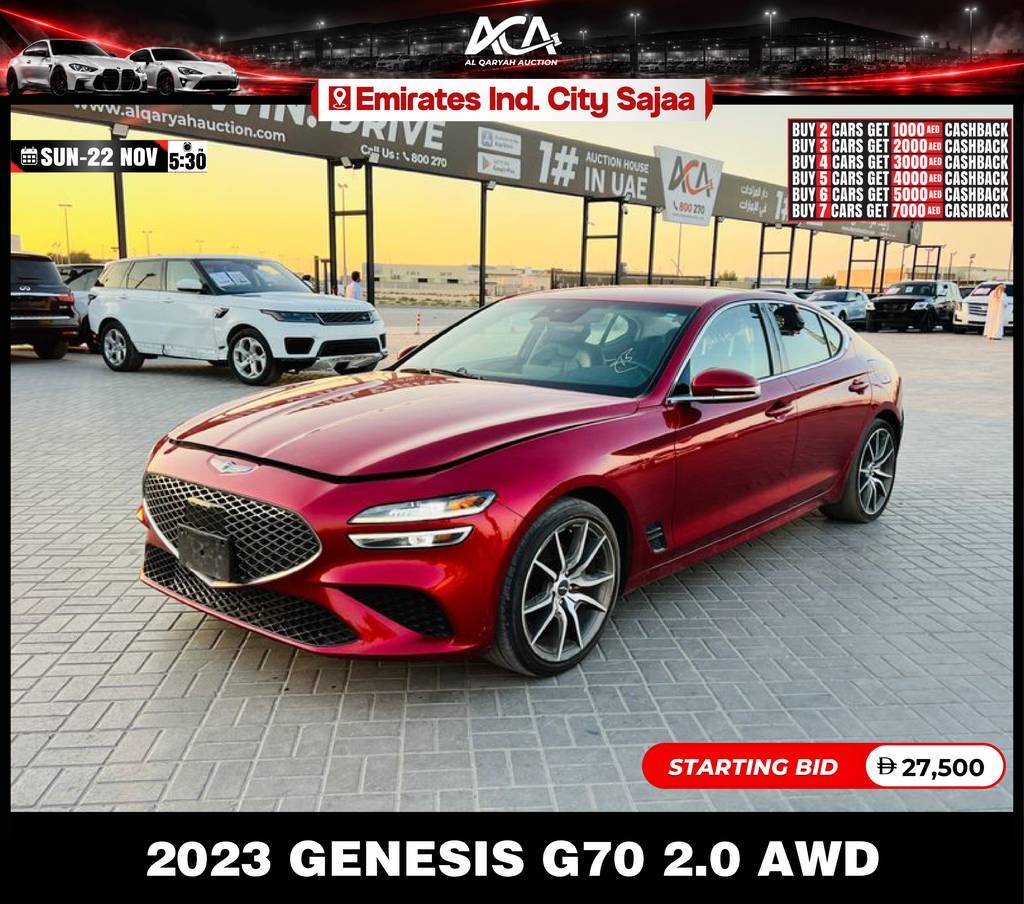 ACA
AL QARYAH AUCTION
Emirates Ind. City Sajaa
www.alqaryahauction.com
WIN. DRIVE
Call Us : 800 270
1# AUCTION HOUSE
IN UAE
ACA
800 270
SUN-22 NOV 5:30
BUY 2 CARS GET 1000 AED CASHBACK
BUY 3 CARS GET 2000 AED CASHBACK
BUY 4 CARS GET 3000 AED CASHBACK
BUY 5 CARS GET 4000 AED CASHBACK
BUY 6 CARS GET 5000 AED CASHBACK
BUY 7 CARS GET 7000 AED CASHBACK
STARTING BID 27,500
2023 GENESIS G70 2.0 AWD